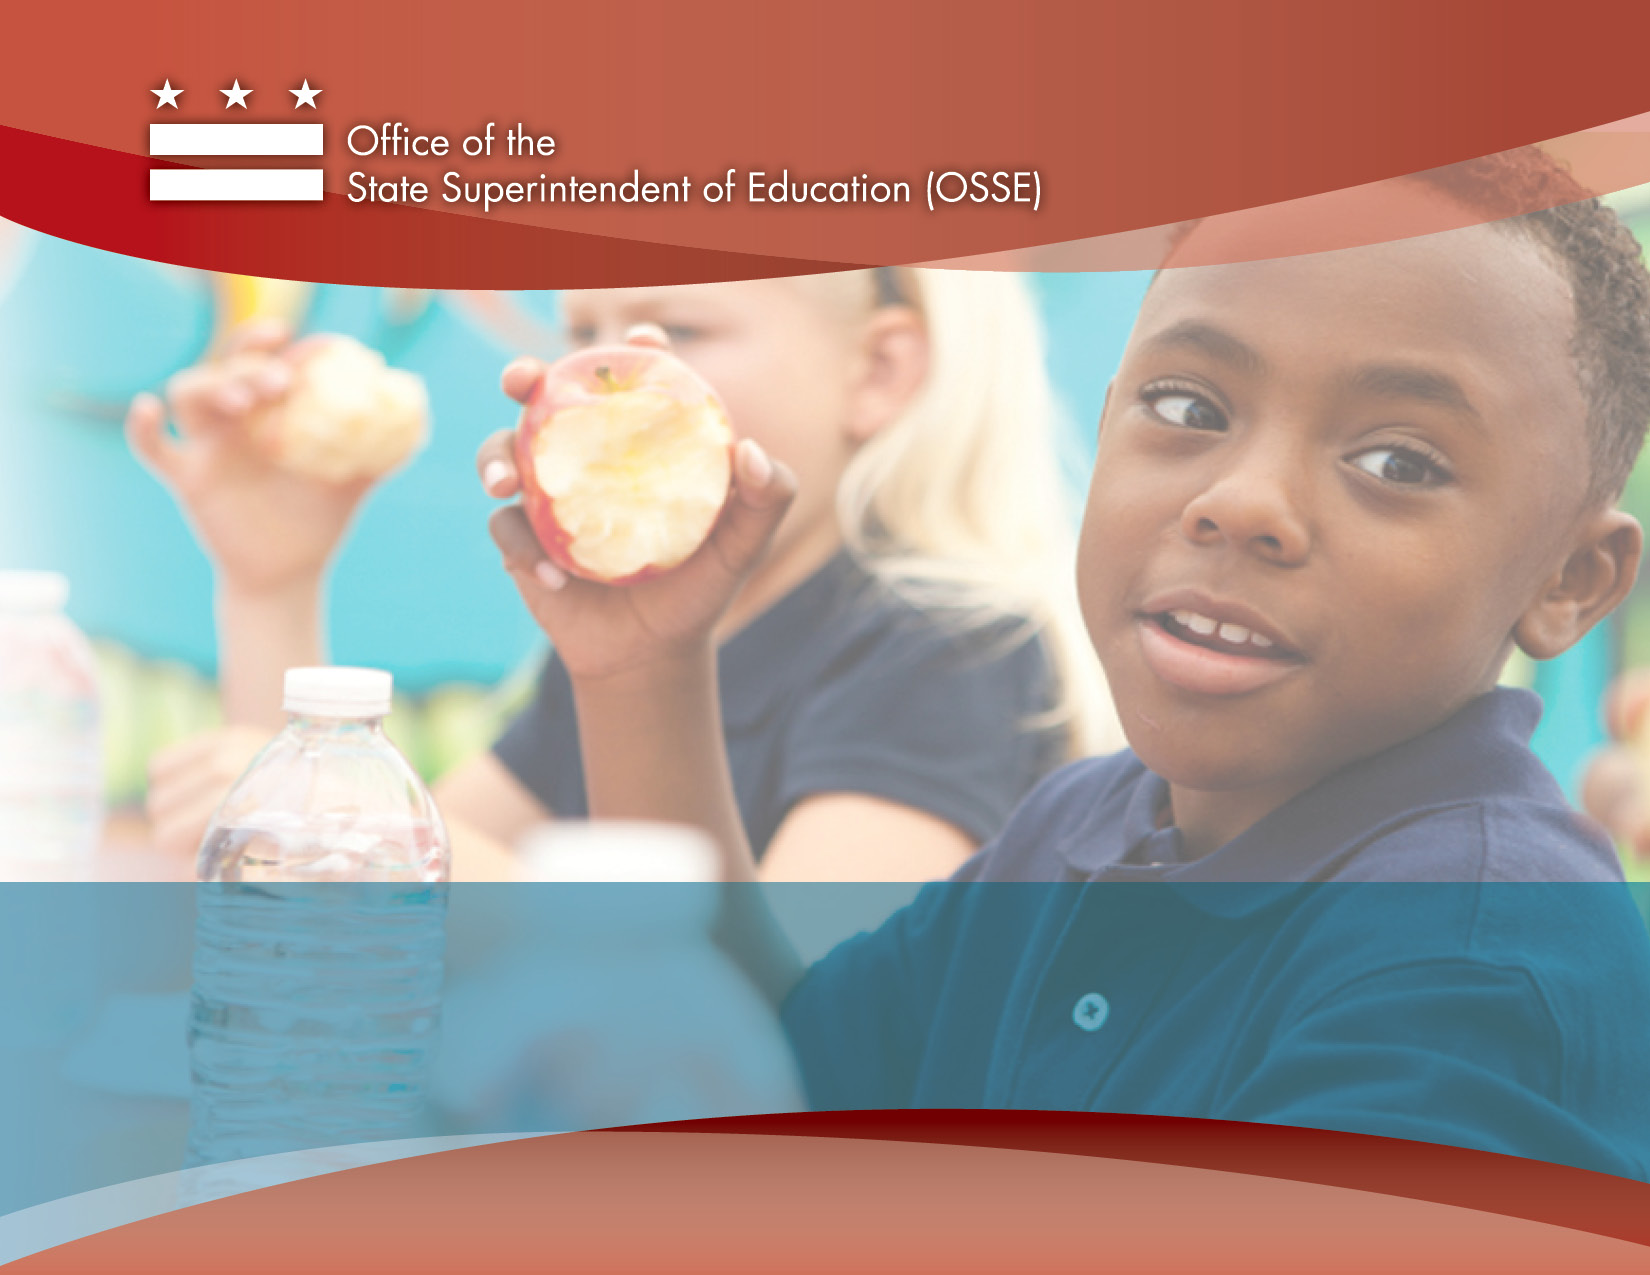 Office of the
State Superintendent of Education (OSSE)